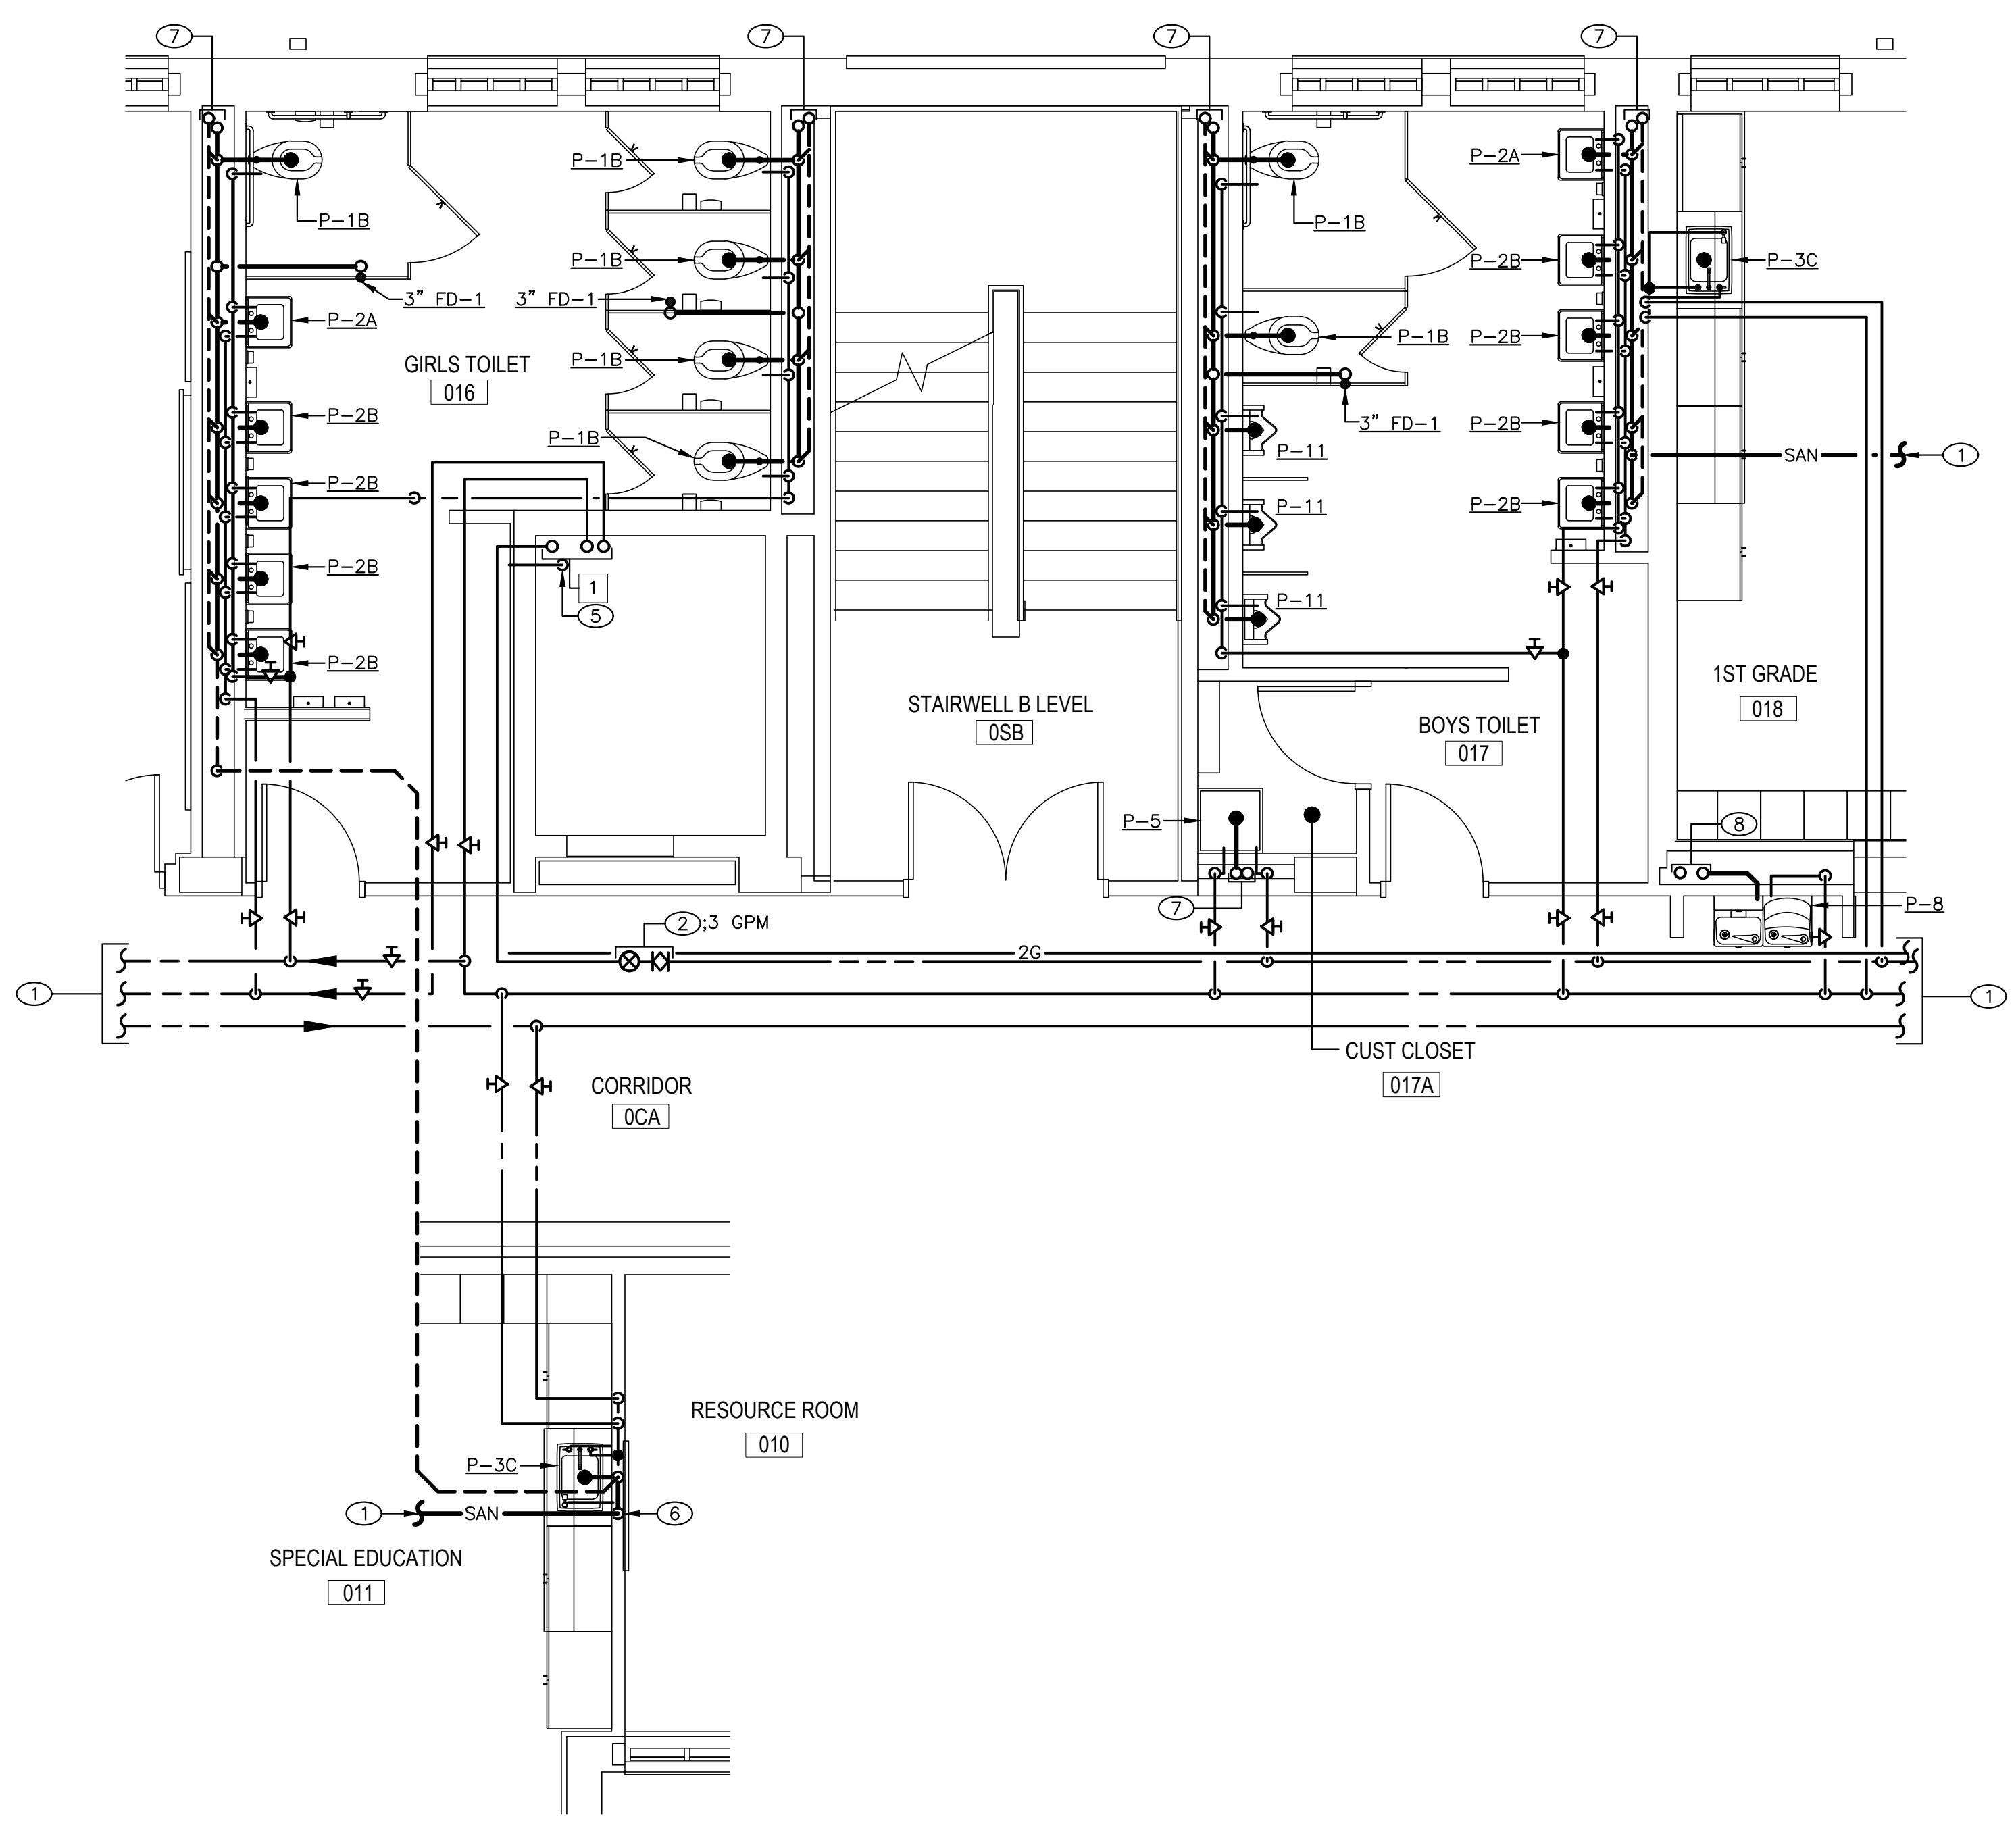 7
7
7
7
P-1B
P-1B
P-1B
P-1B
P-2A
P-2B
P-3C
3" FD-1
3" FD-1
P-2A
GIRLS TOILET
016
P-1B
P-1B
P-2B
P-2B
P-1B
3" FD-1
P-2B
P-11
SAN
1
P-2B
P-11
P-2B
P-2B
1
5
P-11
P-2B
STAIRWELL B LEVEL
0SB
BOYS TOILET
017
1ST GRADE
018
P-5
8
7
P-8
2 ;3 GPM
2G
1
1
CUST CLOSET
017A
CORRIDOR
0CA
RESOURCE ROOM
010
P-3C
1
SAN
6
SPECIAL EDUCATION
011